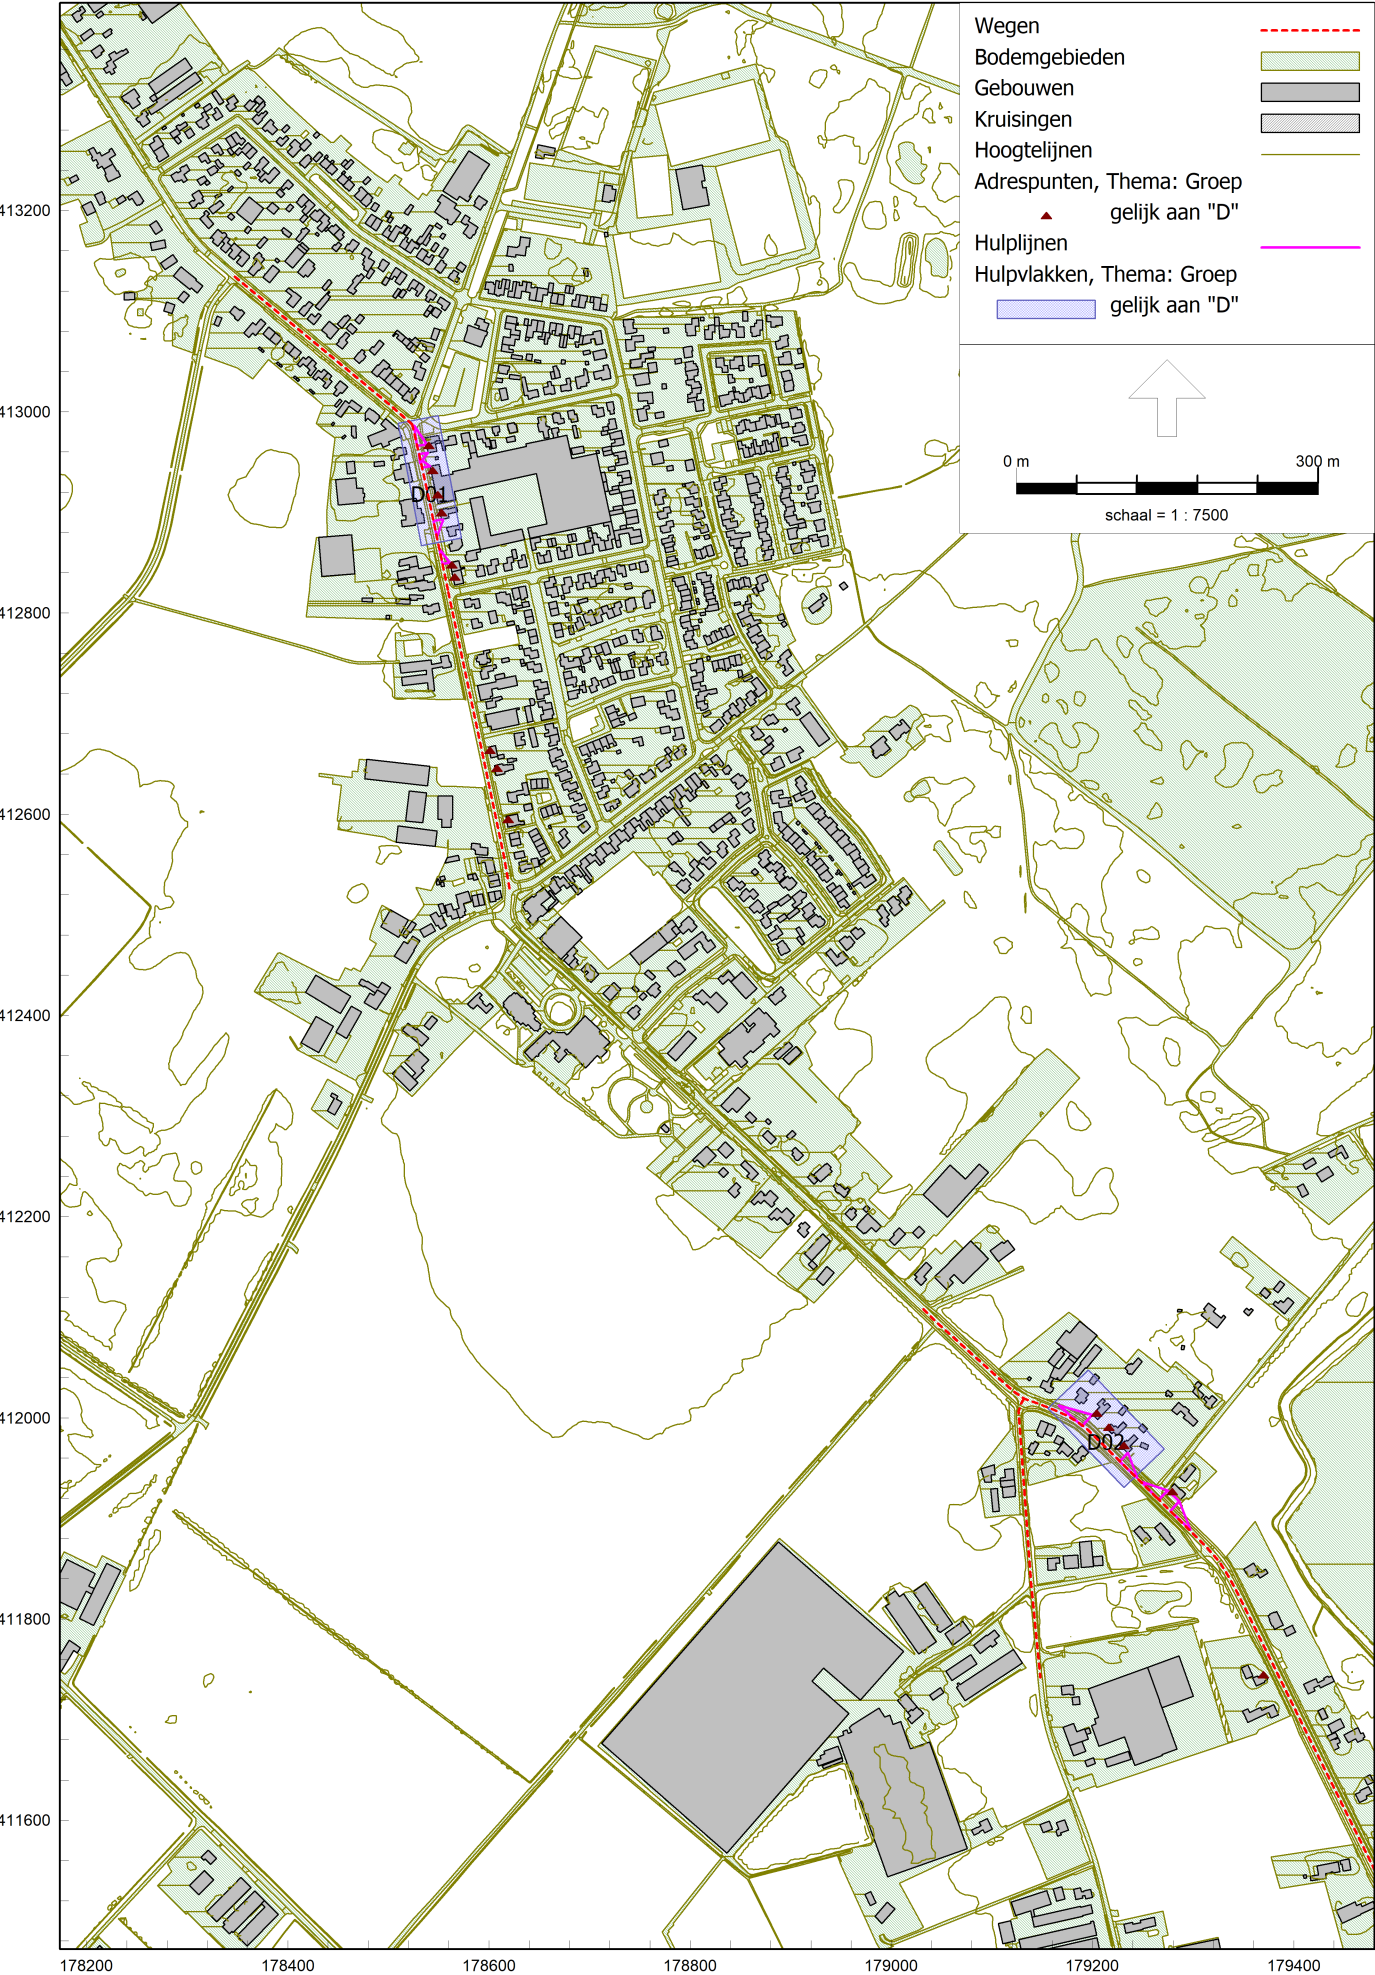 Wegen
Bodemgebieden
Gebouwen
Kruisingen
Hoogtelijnen
Adrespunten, Thema: Groep
gelijk aan "D"
Hulplijnen
Hulpvlakken, Thema: Groep
gelijk aan "D"
0 m 300 m
schaal = 1 : 7500
413200
413000
D01
412800
412600
412400
412200
412000
D02
411800
411600
178200 178400 178600 178800 179000 179200 179400